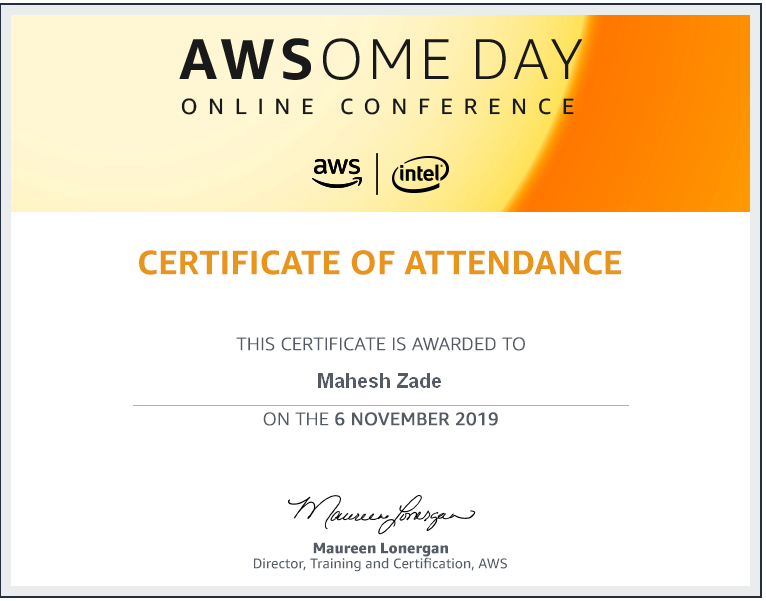 AWSOME DAY
ONLINE CONFERENCE
aws | intel
CERTIFICATE OF ATTENDANCE
THIS CERTIFICATE IS AWARDED TO
Mahesh Zade
ON THE 6 NOVEMBER 2019
Maureen Lonergan
Maureen Lonergan
Director, Training and Certification, AWS